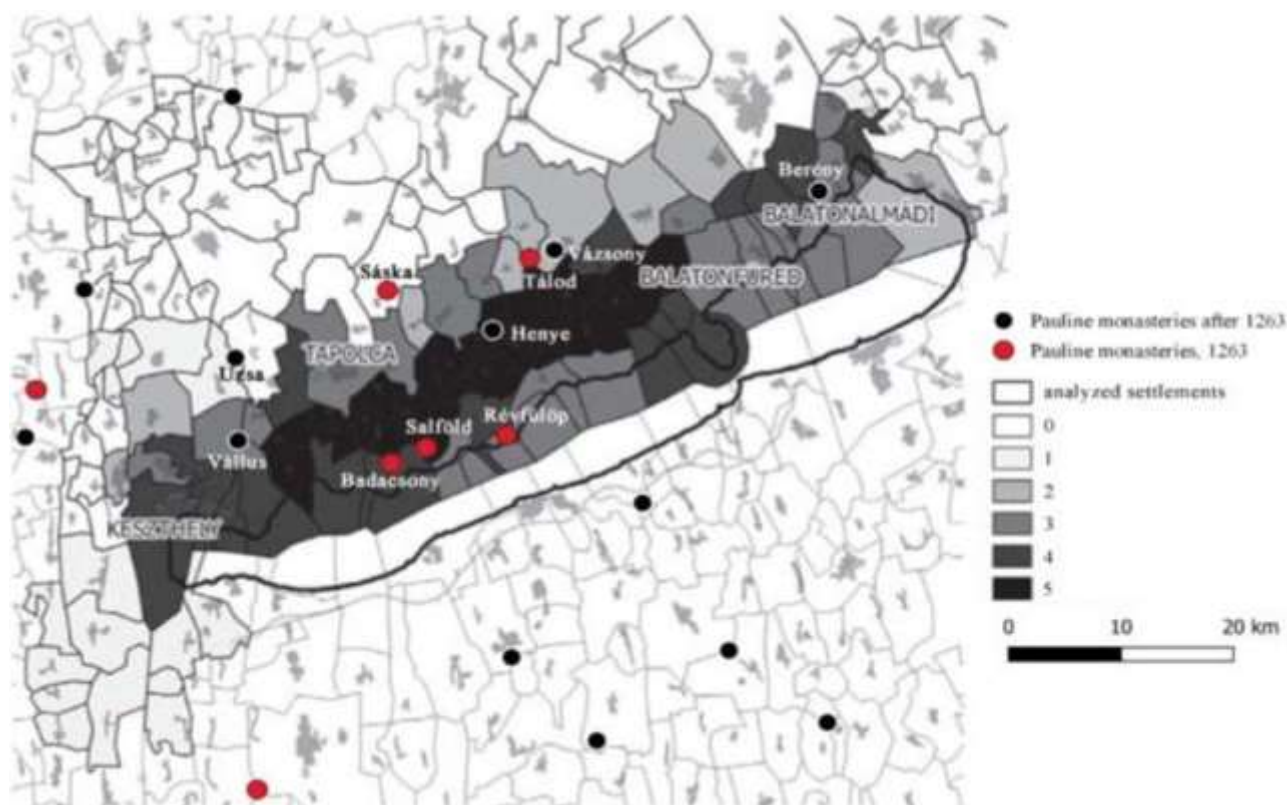 Berény
BALATONALMÁDI
Vázsony
Tálod
BALATONFÜRED
Sáska
Henye
TAPOLCA
Uzsa
Révfülöp
Salföld
Vállus
Badacsony
KESZTHELY
Pauline monasteries after 1263
Pauline monasteries, 1263
analyzed settlements
0
1
2
3
4
5
0 10 20 km